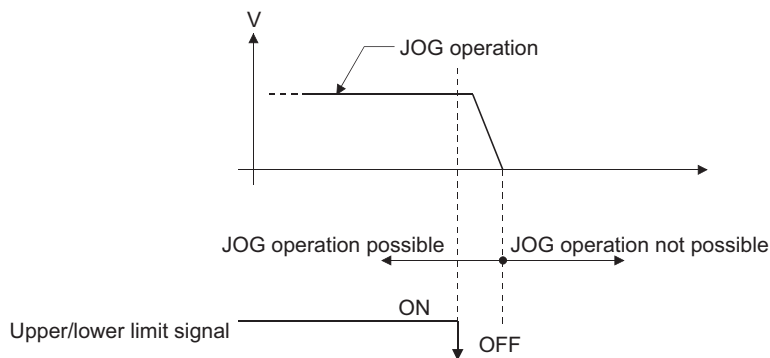 V
JOG operation
JOG operation possible
JOG operation not possible
ON
Upper/lower limit signal
OFF